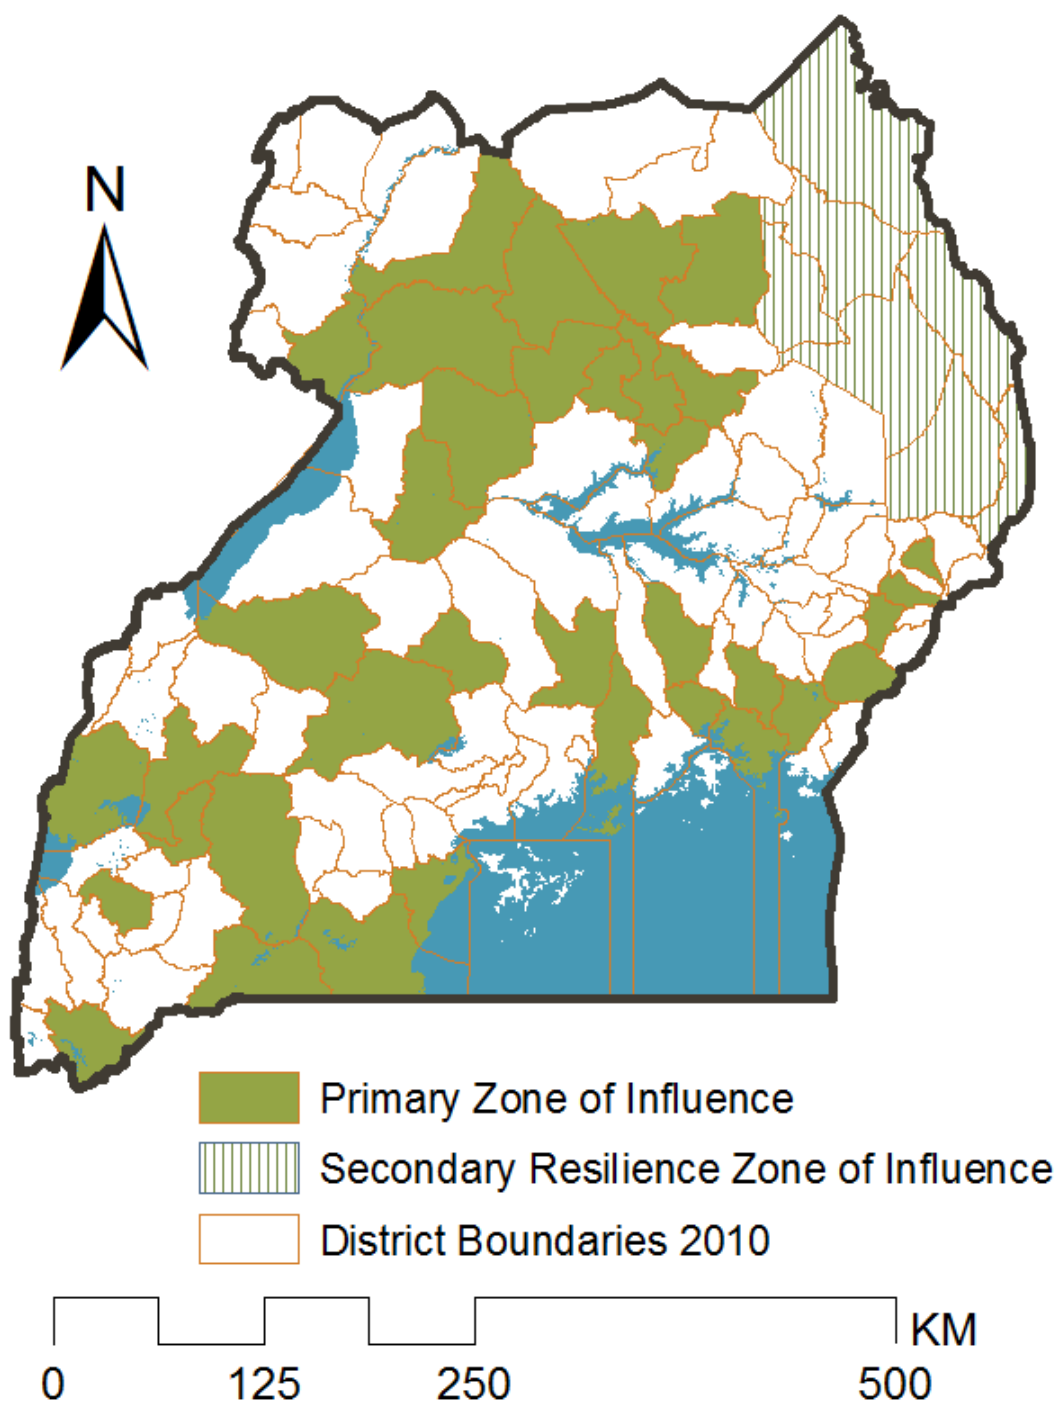 N
Primary Zone of Influence
Secondary Resilience Zone of Influence
District Boundaries 2010
KM
0 125 250 500